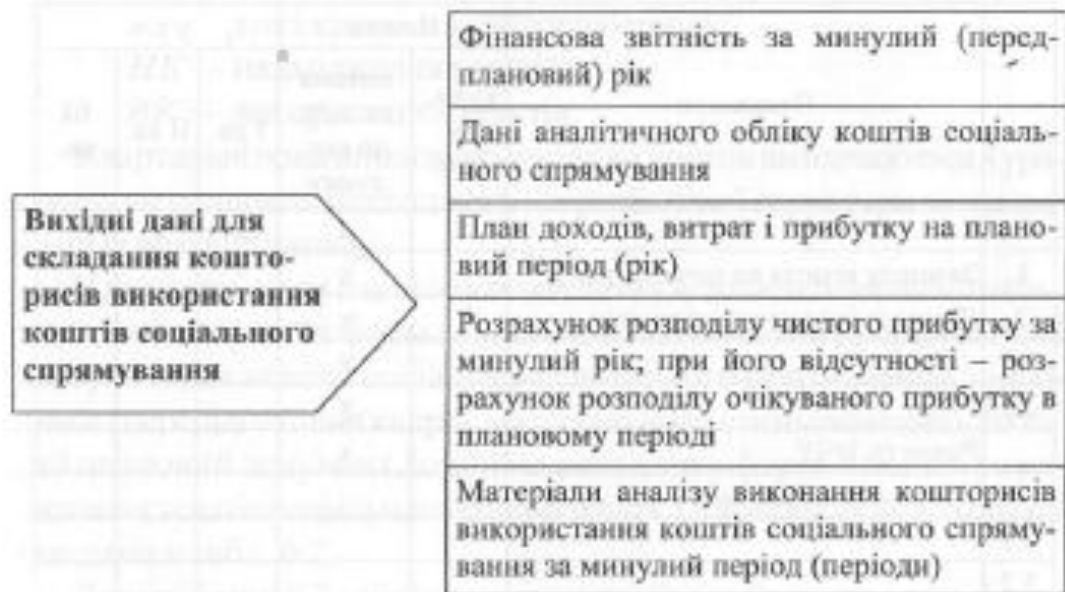 Вихідні дані для
складання кошто-
рисів використання
коштів соціального
спрямування
Фінансова звітність за минулий (перед-
плановий) рік
Дані аналітичного обліку коштів соціаль-
ного спрямування
План доходів, витрат і прибутку на плано-
вий період (рік)
Розрахунок розподілу чистого прибутку за
минулий рік; при його відсутності – роз-
рахунок розподілу очікуваного прибутку в
плановому періоді
Матеріали аналізу виконання кошторисів
використання коштів соціального спряму-
вання за минулий період (періоди)